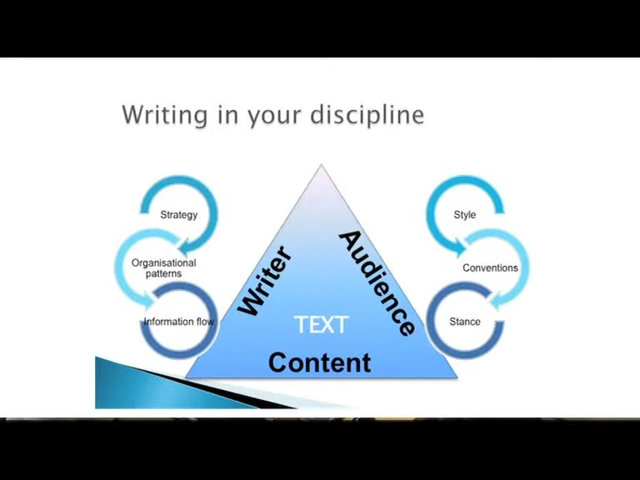 Writing in your discipline
Strategy
Organisational
patterns
Information flow
Writer
Audience
TEXT
Content
Style
Conventions
Stance